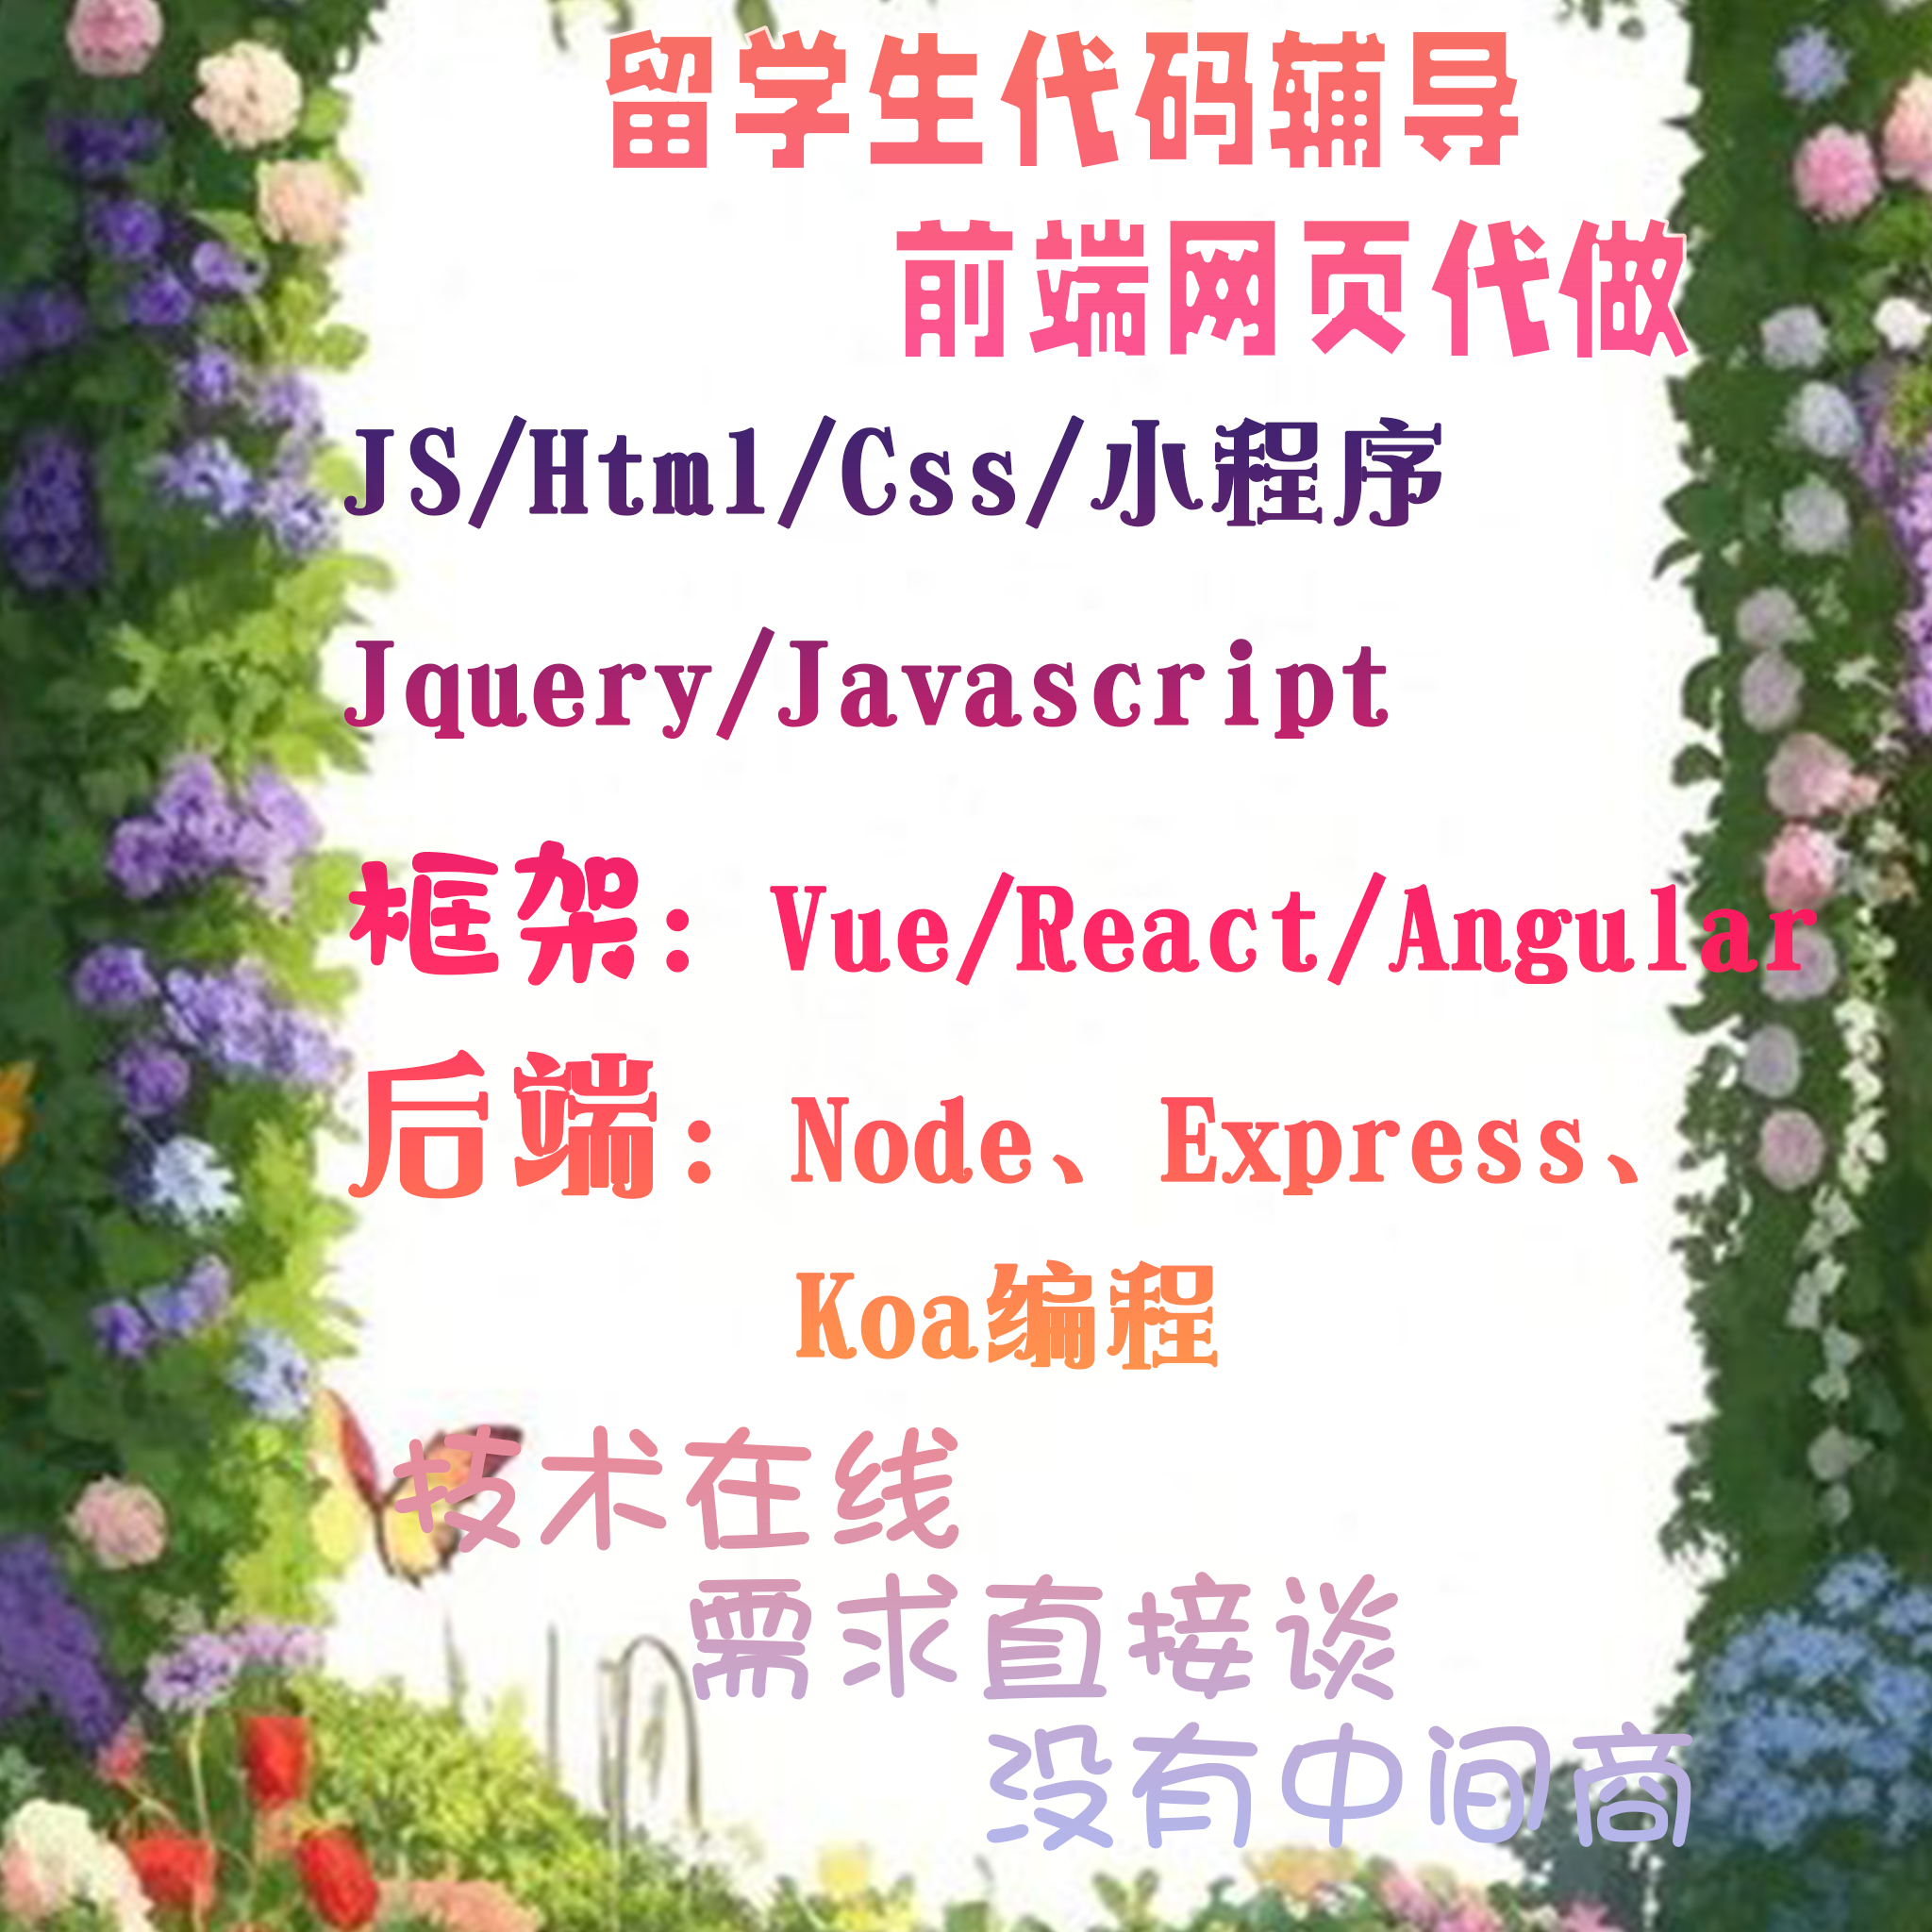 留学生代码辅导
前端网页代做
JS/Html/Css/小程序
Jquery/Javascript
框架：Vue/React/Angular
后端：Node、Express、
Koa编程
技术在线
需求直接谈
没有中间商